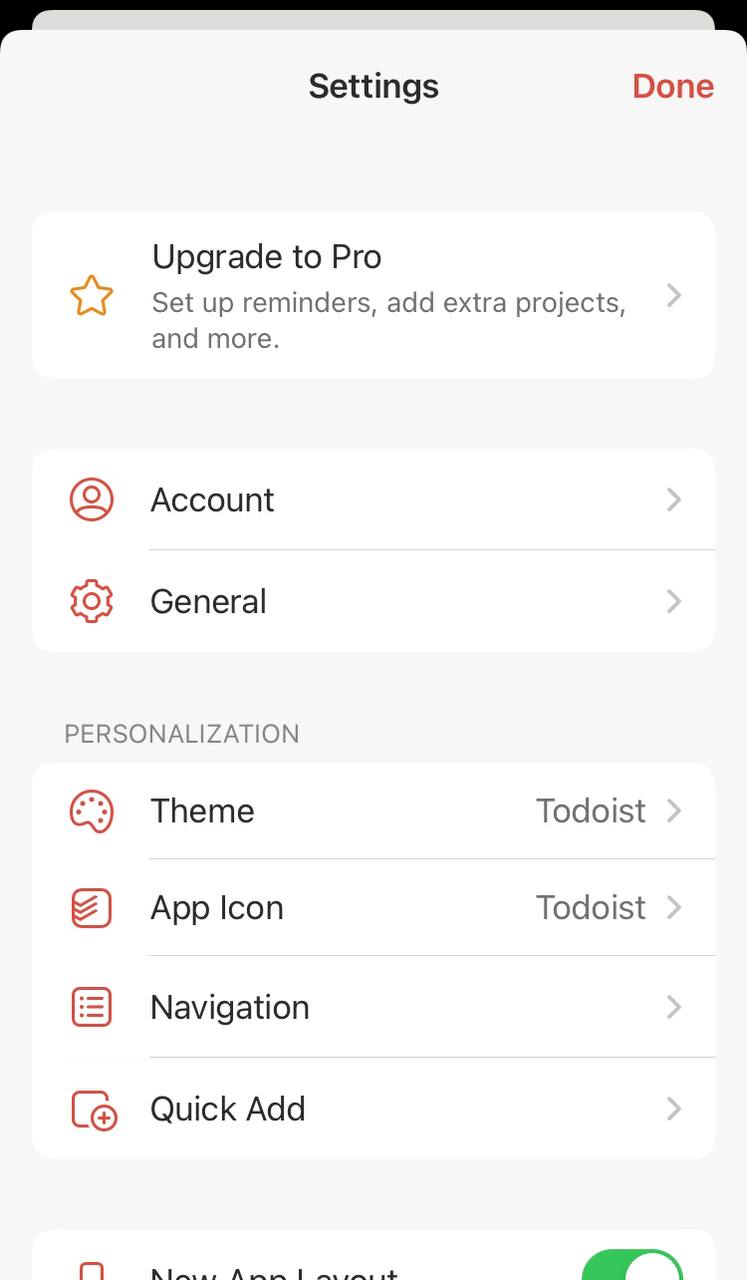 Settings
Done
Upgrade to Pro
Set up reminders, add extra projects,
and more.
Account
General
PERSONALIZATION
Theme
Todoist
App Icon
Todoist
Navigation
Quick Add
New App Layout